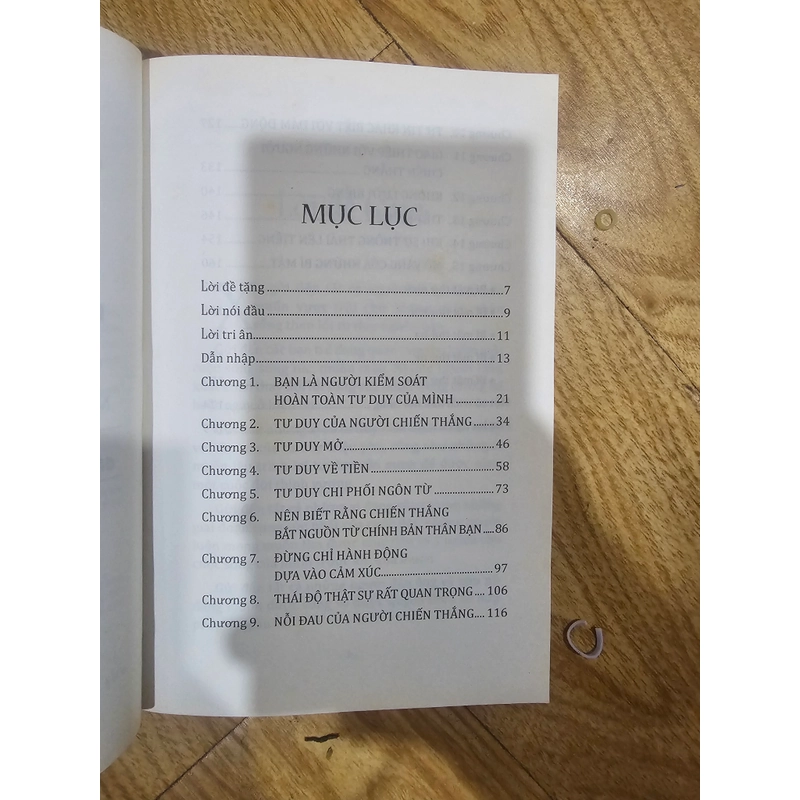 MỤC LỤC
Lời đề tặng.................................................................7
Lời nói đầu.................................................................9
Lời tri ân.................................................................11
Dẫn nhập.................................................................13
Chương 1. BẠN LÀ NGƯỜI KIỂM SOÁT
HOÀN TOÀN TƯ DUY CỦA MÌNH..................21
Chương 2. TƯ DUY CỦA NGƯỜI CHIẾN THẮNG........34
Chương 3. TƯ DUY MỞ..........................................46
Chương 4. TƯ DUY VỀ TIỀN...................................58
Chương 5. TƯ DUY CHI PHỐI NGÔN TỪ..................73
Chương 6. NÊN BIẾT RẰNG CHIẾN THẮNG
BẮT NGUỒN TỪ CHÍNH BẢN THÂN BẠN.....86
Chương 7. ĐỪNG CHỈ HÀNH ĐỘNG
DỰA VÀO CẢM XÚC.................................97
Chương 8. THÁI ĐỘ THẬT SỰ RẤT QUAN TRỌNG....106
Chương 9. NỖI ĐAU CỦA NGƯỜI CHIẾN THẮNG....116